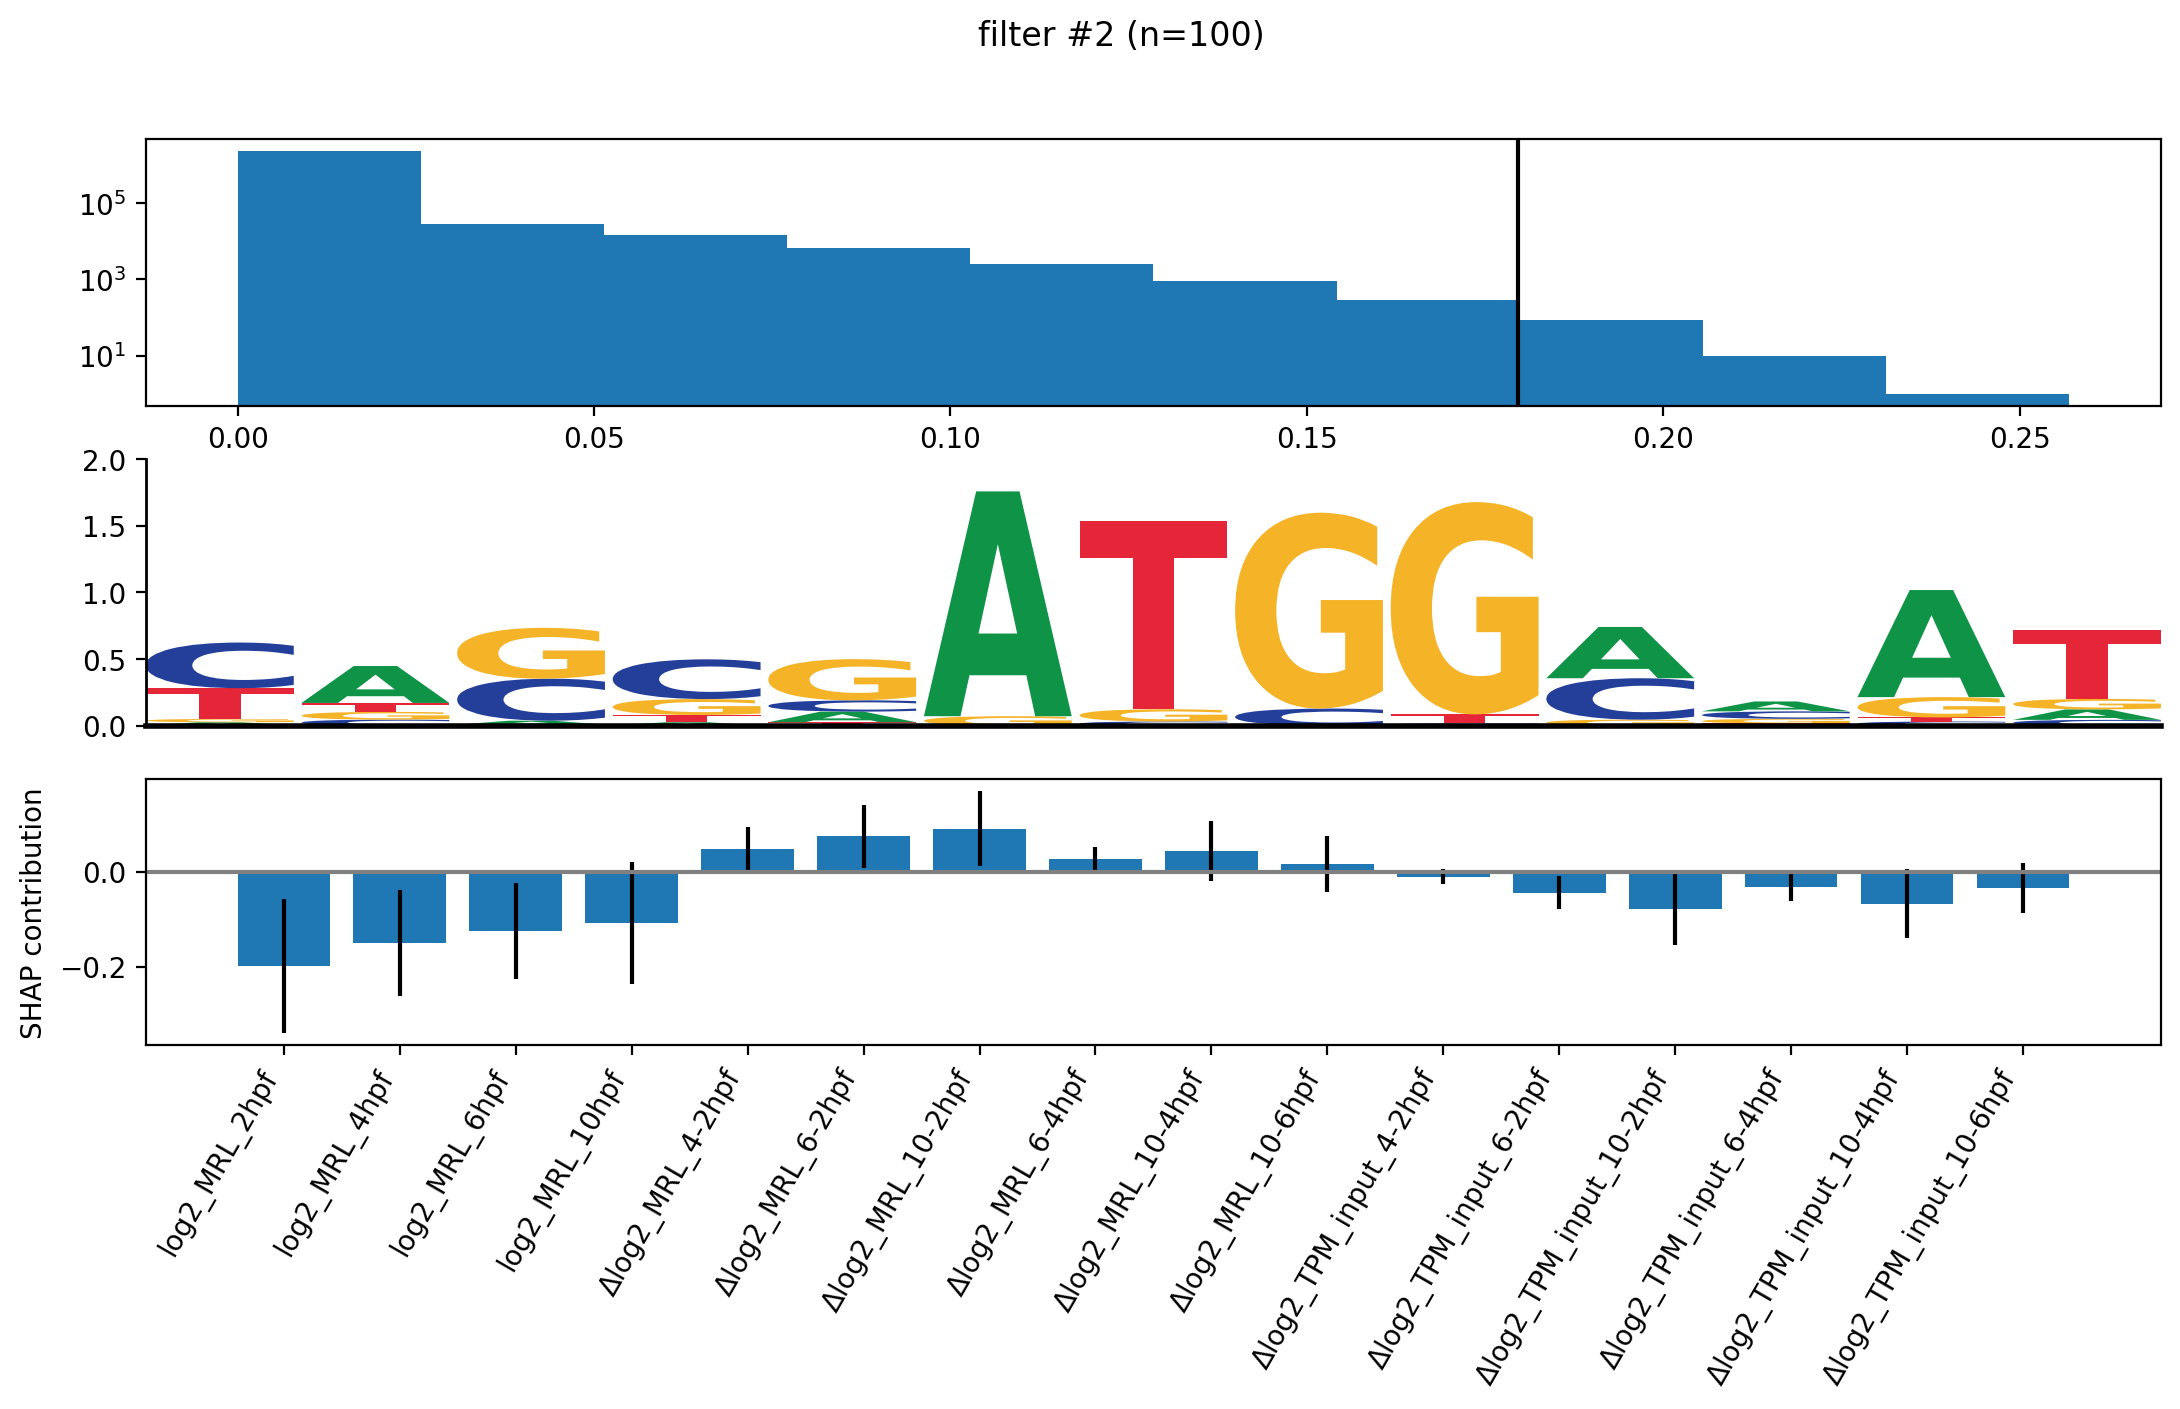 filter #2 (n=100)
10^5
10^3
10^1
0.00 0.05 0.10 0.15 0.20 0.25
2.0
1.5
1.0
0.5
0.0
CAGCGATGGAAAT
SHAP contribution
0.0
−0.2
log2_MRL_2hpf
log2_MRL_4hpf
log2_MRL_6hpf
log2_MRL_10hpf
Δlog2_MRL_4-2hpf
Δlog2_MRL_6-2hpf
Δlog2_MRL_10-2hpf
Δlog2_MRL_6-4hpf
Δlog2_MRL_10-4hpf
Δlog2_MRL_10-6hpf
Δlog2_TPM_input_4-2hpf
Δlog2_TPM_input_6-2hpf
Δlog2_TPM_input_10-2hpf
Δlog2_TPM_input_6-4hpf
Δlog2_TPM_input_10-4hpf
Δlog2_TPM_input_10-6hpf